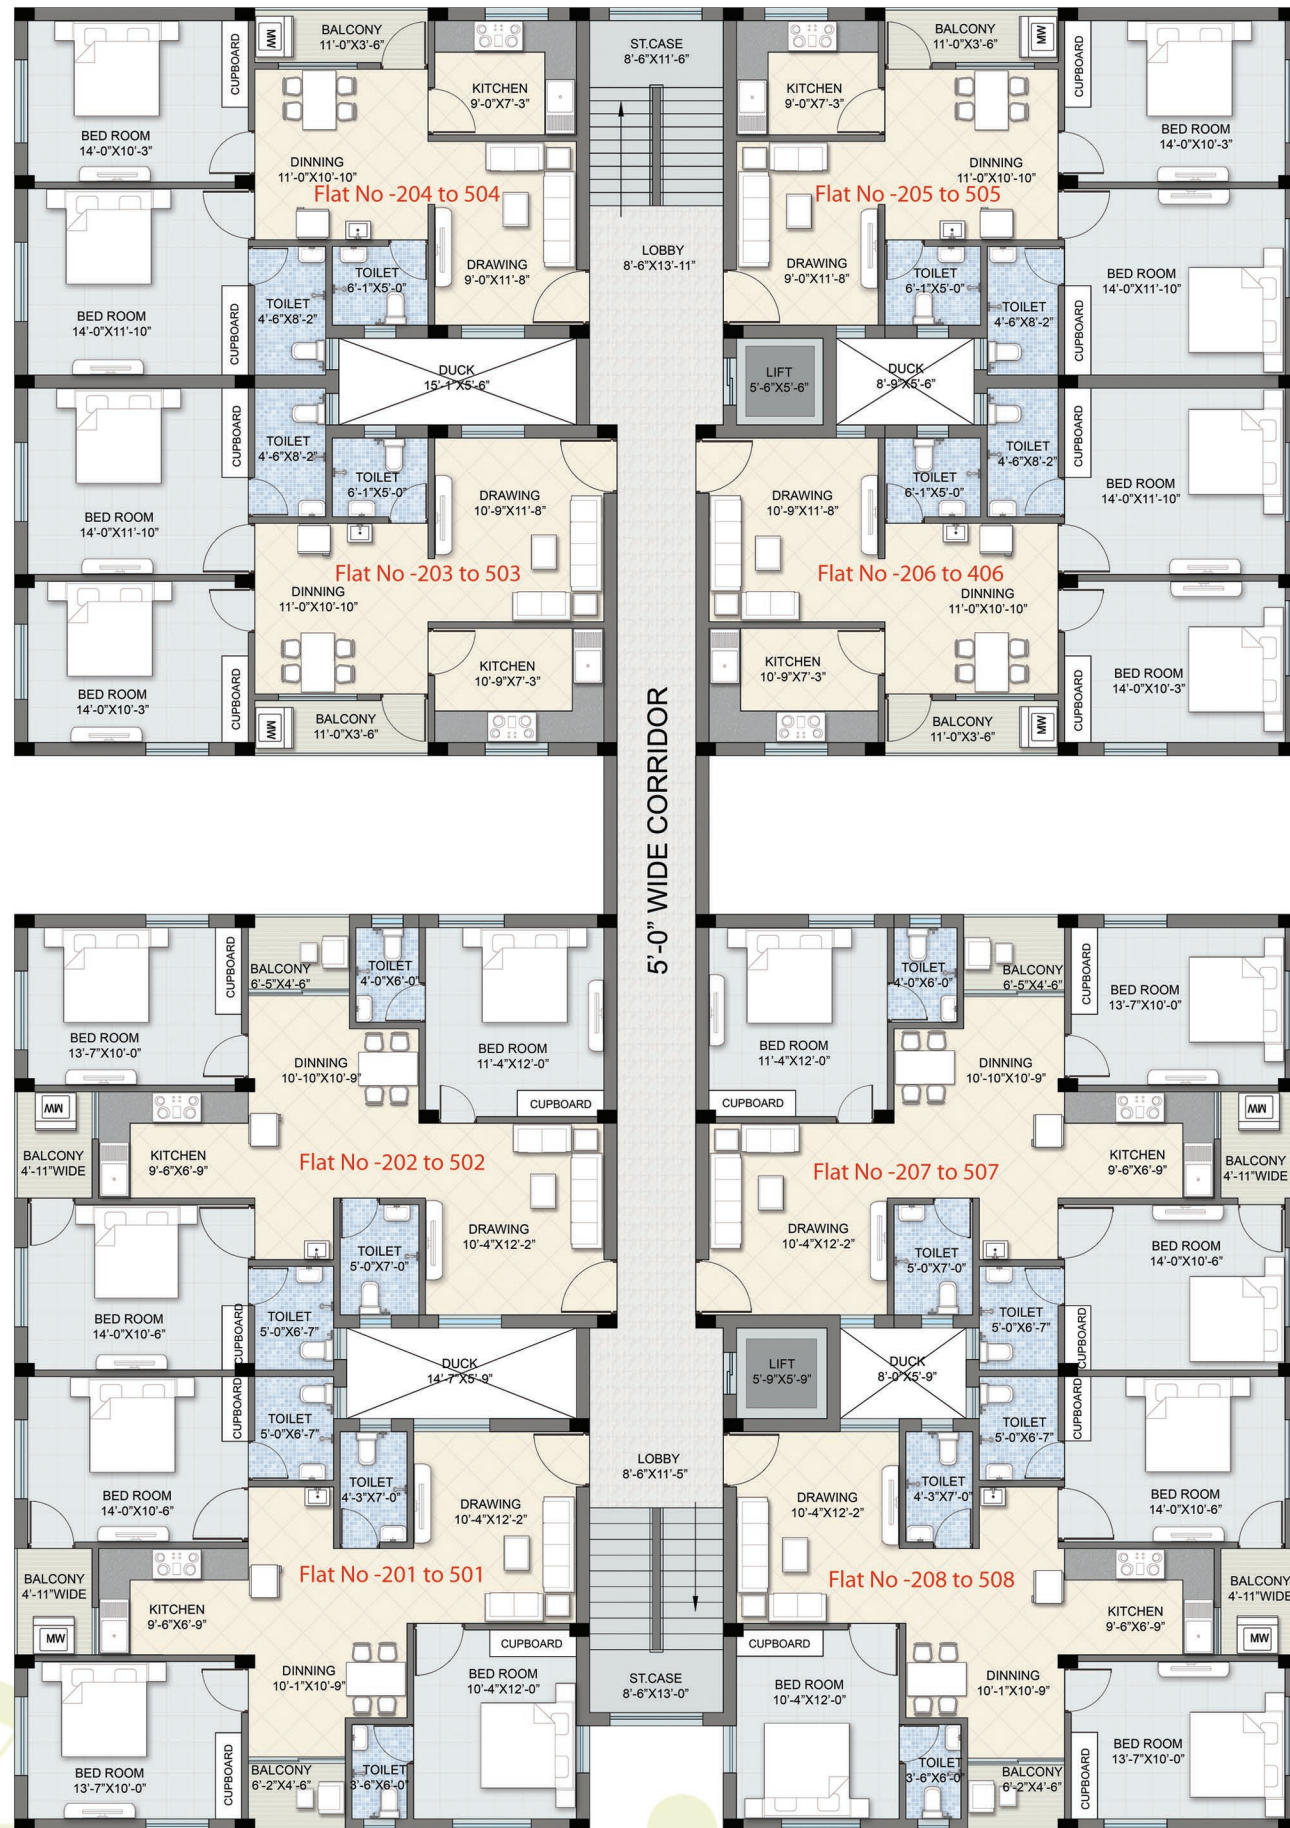 BALCONY
11'-0"X3'-6"
MW
CUPBOARD
KITCHEN
9'-0"X7'-3"
BED ROOM
14'-0"X10'-3"
DINNING
11'-0"X10'-10"
Flat No -204 to 504
DRAWING
9'-0"X11'-8"
TOILET
6'-1"X5'-0"
TOILET
4'-6"X8'-2"
BED ROOM
14'-0"X11'-10"
CUPBOARD
DUCK
15'-1"X5'-6"
ST.CASE
8'-6"X11'-6"
LOBBY
8'-6"X13'-11"
BALCONY
11'-0"X3'-6"
MW
CUPBOARD
KITCHEN
9'-0"X7'-3"
BED ROOM
14'-0"X10'-3"
DINNING
11'-0"X10'-10"
Flat No -205 to 505
DRAWING
9'-0"X11'-8"
TOILET
6'-1"X5'-0"
TOILET
4'-6"X8'-2"
BED ROOM
14'-0"X11'-10"
CUPBOARD
LIFT
5'-6"X5'-6"
DUCK
8'-9"X5'-6"
CUPBOARD
TOILET
4'-6"X8'-2"
TOILET
6'-1"X5'-0"
DRAWING
10'-9"X11'-8"
BED ROOM
14'-0"X11'-10"
Flat No -203 to 503
DINNING
11'-0"X10'-10"
KITCHEN
10'-9"X7'-3"
BED ROOM
14'-0"X10'-3"
CUPBOARD
MW
BALCONY
11'-0"X3'-6"
DRAWING
10'-9"X11'-8"
TOILET
6'-1"X5'-0"
TOILET
4'-6"X8'-2"
CUPBOARD
BED ROOM
14'-0"X11'-10"
Flat No -206 to 406
DINNING
11'-0"X10'-10"
KITCHEN
10'-9"X7'-3"
BED ROOM
14'-0"X10'-3"
CUPBOARD
BALCONY
11'-0"X3'-6"
MW
5'-0" WIDE CORRIDOR
CUPBOARD
BALCONY
6'-5"X4'-6"
TOILET
4'-0"X6'-0"
BED ROOM
13'-7"X10'-0"
BED ROOM
11'-4"X12'-0"
DINNING
10'-10"X10'-9"
CUPBOARD
MW
BALCONY
4'-11"WIDE
KITCHEN
9'-6"X6'-9"
Flat No -202 to 502
DRAWING
10'-4"X12'-2"
TOILET
5'-0"X7'-0"
BED ROOM
14'-0"X10'-6"
CUPBOARD
TOILET
5'-0"X6'-7"
DUCK
14'-7"X5'-9"
TOILET
4'-0"X6'-0"
BALCONY
6'-5"X4'-6"
CUPBOARD
BED ROOM
13'-7"X10'-0"
BED ROOM
11'-4"X12'-0"
DINNING
10'-10"X10'-9"
CUPBOARD
MW
KITCHEN
9'-6"X6'-9"
BALCONY
4'-11"WIDE
Flat No -207 to 507
DRAWING
10'-4"X12'-2"
TOILET
5'-0"X7'-0"
BED ROOM
14'-0"X10'-6"
TOILET
5'-0"X6'-7"
CUPBOARD
LIFT
5'-9"X5'-9"
DUCK
8'-0"X5'-9"
CUPBOARD
TOILET
5'-0"X6'-7"
TOILET
4'-3"X7'-0"
DRAWING
10'-4"X12'-2"
BED ROOM
14'-0"X10'-6"
BALCONY
4'-11"WIDE
MW
KITCHEN
9'-6"X6'-9"
Flat No -201 to 501
DINNING
10'-1"X10'-9"
CUPBOARD
BED ROOM
10'-4"X12'-0"
BED ROOM
13'-7"X10'-0"
CUPBOARD
BALCONY
6'-2"X4'-6"
TOILET
3'-6"X6'-0"
LOBBY
8'-6"X11'-5"
ST.CASE
8'-6"X13'-0"
TOILET
5'-0"X6'-7"
CUPBOARD
TOILET
4'-3"X7'-0"
DRAWING
10'-4"X12'-2"
BED ROOM
14'-0"X10'-6"
Flat No -208 to 508
BALCONY
4'-11"WIDE
MW
KITCHEN
9'-6"X6'-9"
CUPBOARD
DINNING
10'-1"X10'-9"
BED ROOM
10'-4"X12'-0"
BED ROOM
13'-7"X10'-0"
CUPBOARD
TOILET
3'-6"X6'-0"
BALCONY
6'-2"X4'-6"